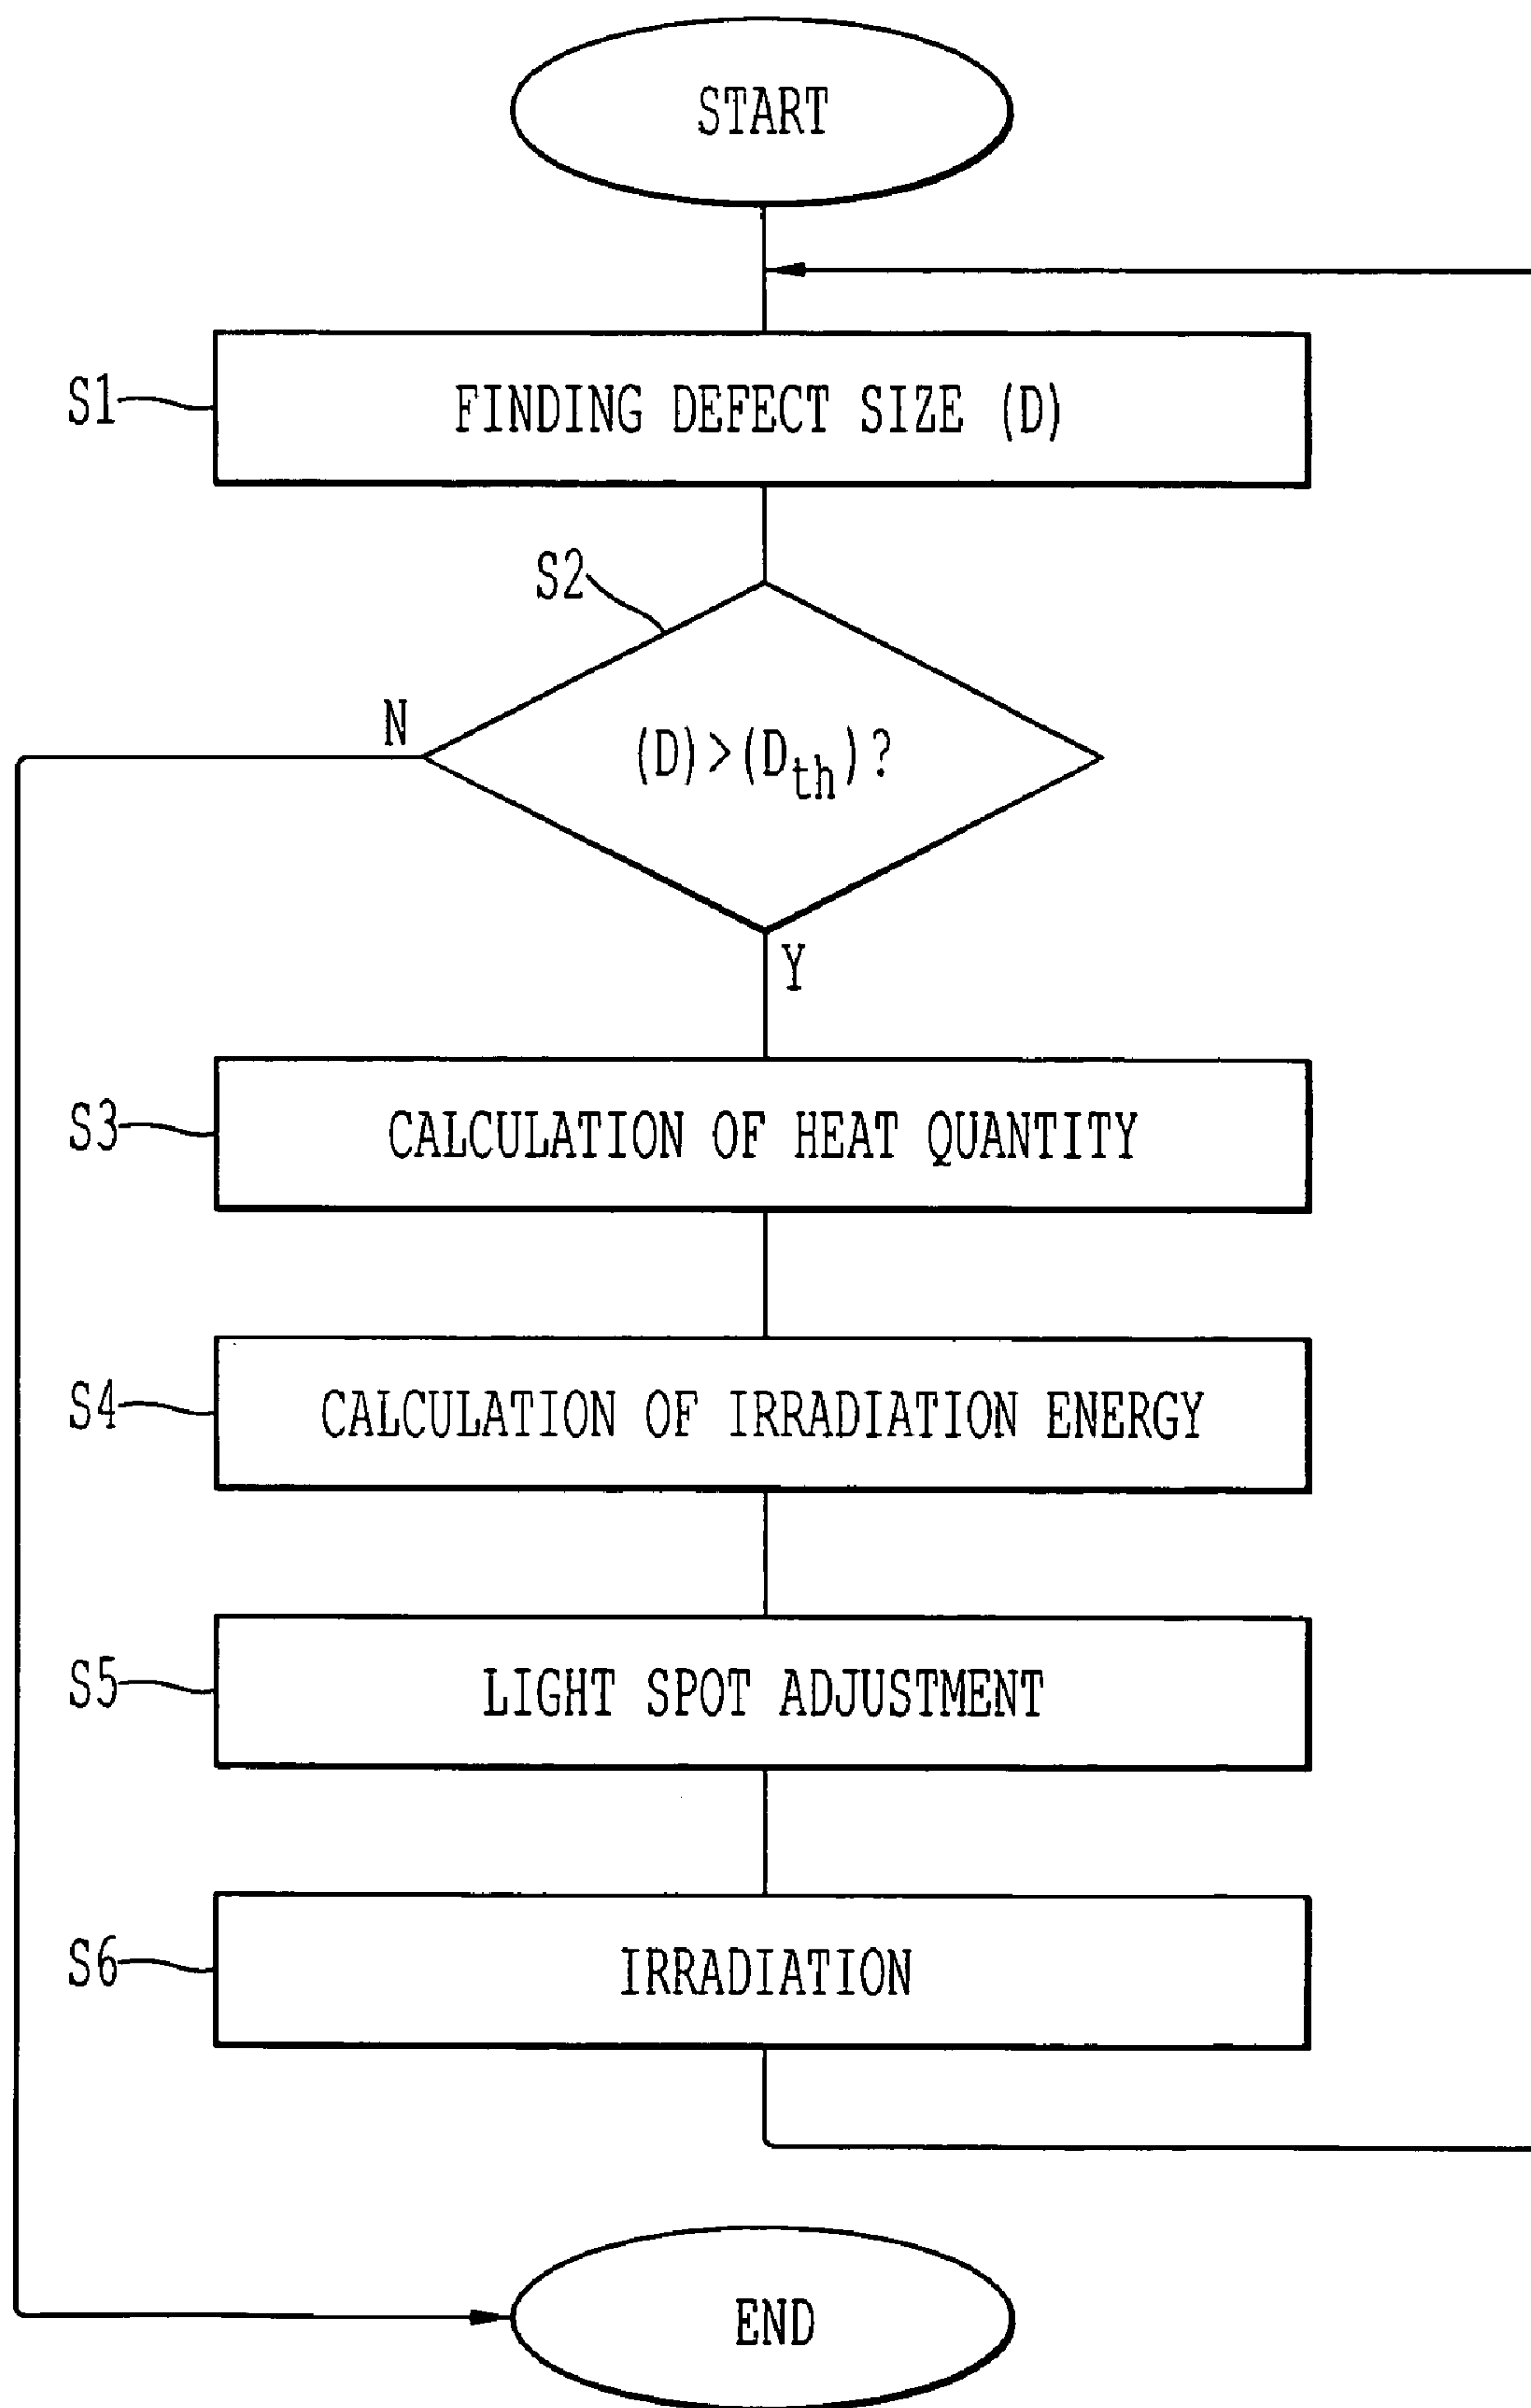 START
S1
FINDING DEFECT SIZE (D)
S2
N
(D)>(Dth)?
Y
S3
CALCULATION OF HEAT QUANTITY
S4
CALCULATION OF IRRADIATION ENERGY
S5
LIGHT SPOT ADJUSTMENT
S6
IRRADIATION
END